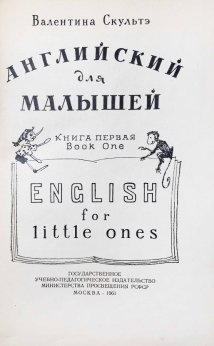 Валентина Скультэ
АНГЛИЙСКИЙ
для
МАЛЫШЕЙ
КНИГА ПЕРВАЯ
Book One
ENGLISH
for
little ones
ГОСУДАРСТВЕННОЕ
УЧЕБНО-ПЕДАГОГИЧЕСКОЕ ИЗДАТЕЛЬСТВО
МИНИСТЕРСТВА ПРОСВЕЩЕНИЯ РСФСР
МОСКВА - 1961